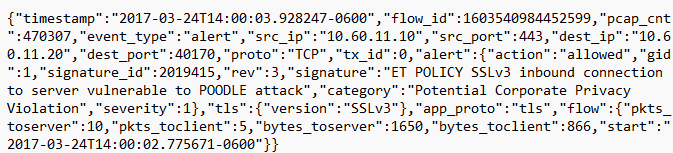 {"timestamp":"2017-03-24T14:00:03.928247-0600","flow_id":1603540984452599,"pcap_cnt
":470307,"event_type":"alert","src_ip":"10.60.11.10","src_port":443,"dest_ip":"10.6
0.11.20","dest_port":40170,"proto":"TCP","tx_id":0,"alert":{"action":"allowed","gid
":1,"signature_id":2019415,"rev":3,"signature":"ET POLICY SSLv3 inbound connection
to server vulnerable to POODLE attack","category":"Potential Corporate Privacy
Violation","severity":1},"tls":{"version":"SSLv3"},"app_proto":"tls","flow":{"pkts_
toserver":10,"pkts_toclient":5,"bytes_toserver":1650,"bytes_toclient":866,"start":"
2017-03-24T14:00:02.775671-0600"}}